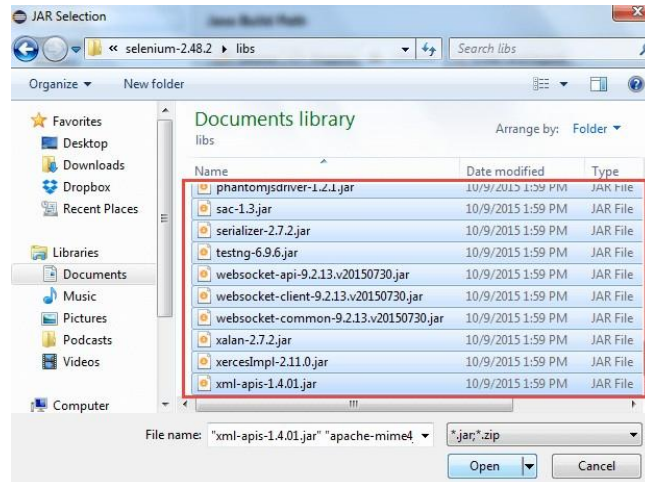 JAR Selection
Java Build Path
« selenium-2.48.2 ▸ libs
Search libs
Organize
New folder
Favorites
Desktop
Downloads
Dropbox
Recent Places
Libraries
Documents
Music
Pictures
Podcasts
Videos
Computer
Documents library
libs
Arrange by: Folder
Name Date modified Type
phantomjsdriver-1.2.1.jar 10/9/2015 1:59 PM JAR File
sac-1.3.jar 10/9/2015 1:59 PM JAR File
serializer-2.7.2.jar 10/9/2015 1:59 PM JAR File
testng-6.9.6.jar 10/9/2015 1:59 PM JAR File
websocket-api-9.2.13.v20150730.jar 10/9/2015 1:59 PM JAR File
websocket-client-9.2.13.v20150730.jar 10/9/2015 1:59 PM JAR File
websocket-common-9.2.13.v20150730.jar 10/9/2015 1:59 PM JAR File
xalan-2.7.2.jar 10/9/2015 1:59 PM JAR File
xercesImpl-2.11.0.jar 10/9/2015 1:59 PM JAR File
xml-apis-1.4.01.jar 10/9/2015 1:59 PM JAR File
File name: "xml-apis-1.4.01.jar" "apache-mime4 *.jar;*.zip
Open Cancel